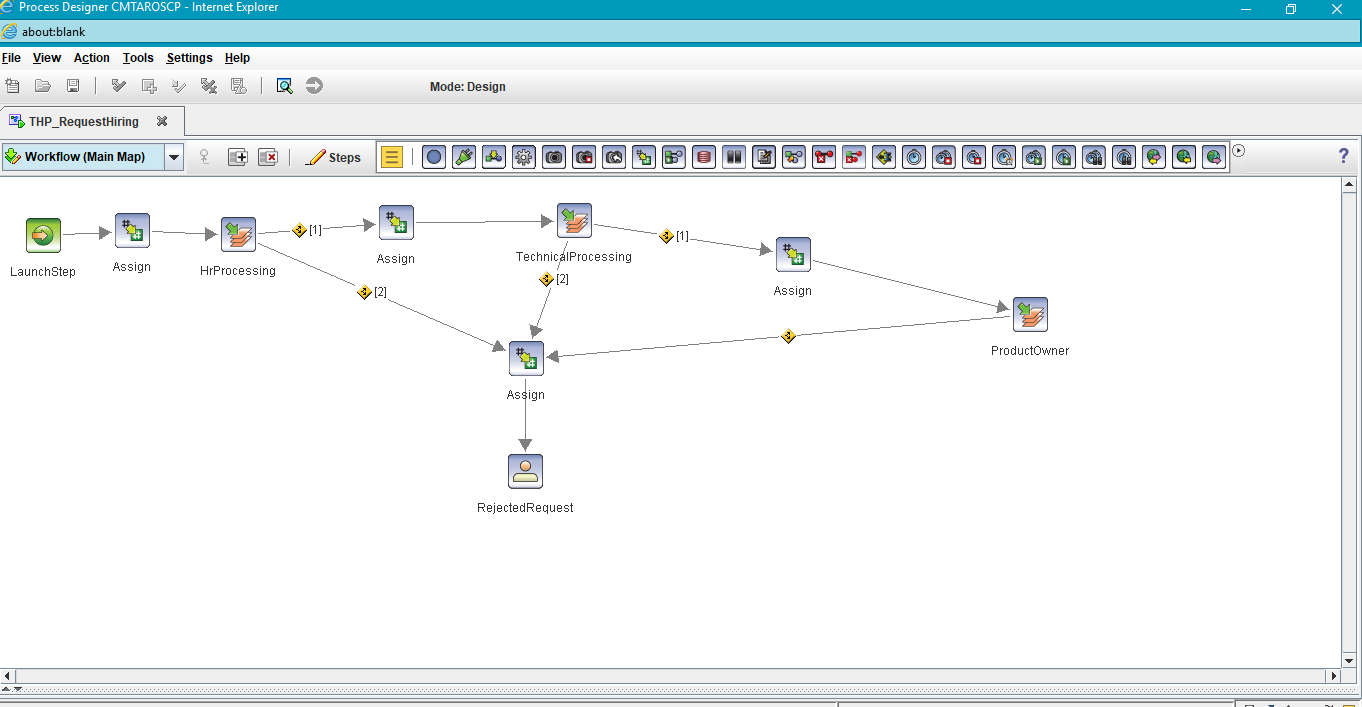 Process Designer CMTAROSCP - Internet Explorer
about:blank
File View Action Tools Settings Help
Mode: Design
THP_RequestHiring
Workflow (Main Map) Steps ?
LaunchStep
Assign
HrProcessing
[1]
Assign
TechnicalProcessing
[1]
Assign
[2]
[2]
ProductOwner
Assign
RejectedRequest